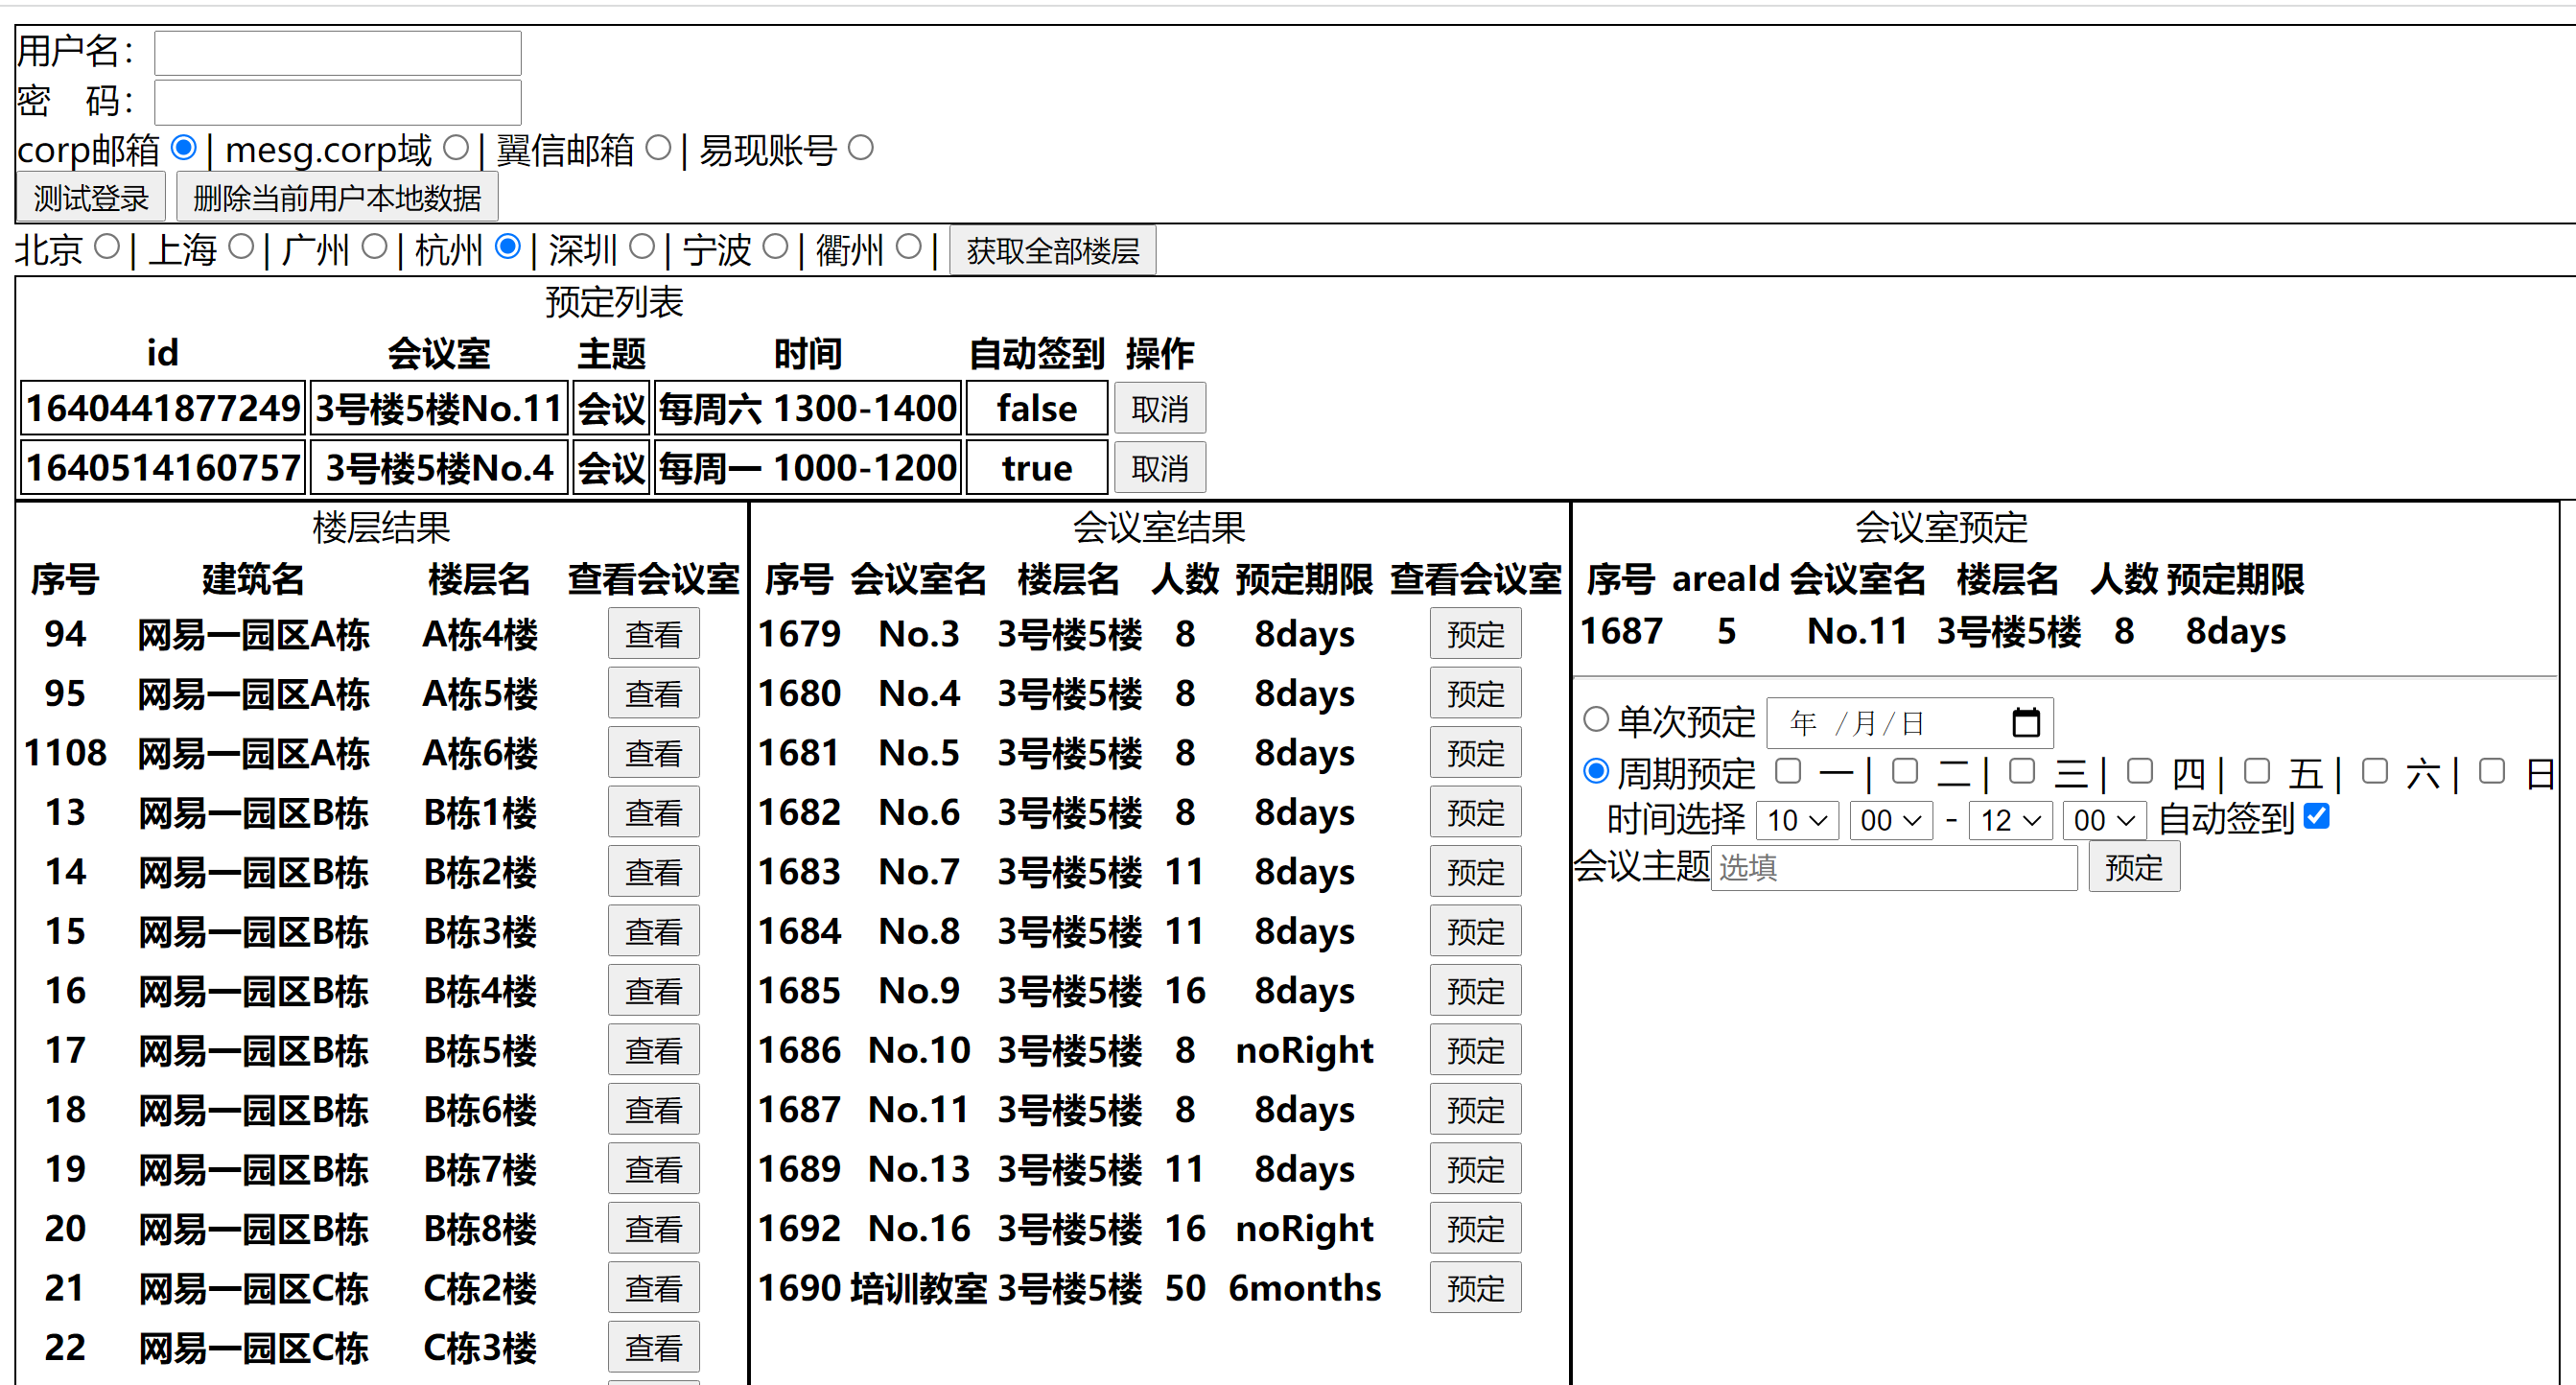 用户名：
密　码：
corp邮箱 | mesg.corp域 | 翼信邮箱 | 易现账号
测试登录 删除当前用户本地数据
北京 | 上海 | 广州 | 杭州 | 深圳 | 宁波 | 衢州 | 获取全部楼层
预定列表
id 会议室 主题 时间 自动签到 操作
1640441877249 3号楼5楼No.11 会议 每周六 1300-1400 false 取消
1640514160757 3号楼5楼No.4 会议 每周一 1000-1200 true 取消
楼层结果
序号 建筑名 楼层名 查看会议室
94 网易一园区A栋 A栋4楼 查看
95 网易一园区A栋 A栋5楼 查看
1108 网易一园区A栋 A栋6楼 查看
13 网易一园区B栋 B栋1楼 查看
14 网易一园区B栋 B栋2楼 查看
15 网易一园区B栋 B栋3楼 查看
16 网易一园区B栋 B栋4楼 查看
17 网易一园区B栋 B栋5楼 查看
18 网易一园区B栋 B栋6楼 查看
19 网易一园区B栋 B栋7楼 查看
20 网易一园区B栋 B栋8楼 查看
21 网易一园区C栋 C栋2楼 查看
22 网易一园区C栋 C栋3楼 查看
会议室结果
序号 会议室名 楼层名 人数 预定期限 查看会议室
1679 No.3 3号楼5楼 8 8days 预定
1680 No.4 3号楼5楼 8 8days 预定
1681 No.5 3号楼5楼 8 8days 预定
1682 No.6 3号楼5楼 8 8days 预定
1683 No.7 3号楼5楼 11 8days 预定
1684 No.8 3号楼5楼 11 8days 预定
1685 No.9 3号楼5楼 16 8days 预定
1686 No.10 3号楼5楼 8 noRight 预定
1687 No.11 3号楼5楼 8 8days 预定
1689 No.13 3号楼5楼 11 8days 预定
1692 No.16 3号楼5楼 16 noRight 预定
1690 培训教室 3号楼5楼 50 6months 预定
会议室预定
序号 areaId 会议室名 楼层名 人数 预定期限
1687 5 No.11 3号楼5楼 8 8days
单次预定 年 /月/日
周期预定 一 | 二 | 三 | 四 | 五 | 六 | 日
时间选择 10 00 - 12 00 自动签到
会议主题 选填 预定